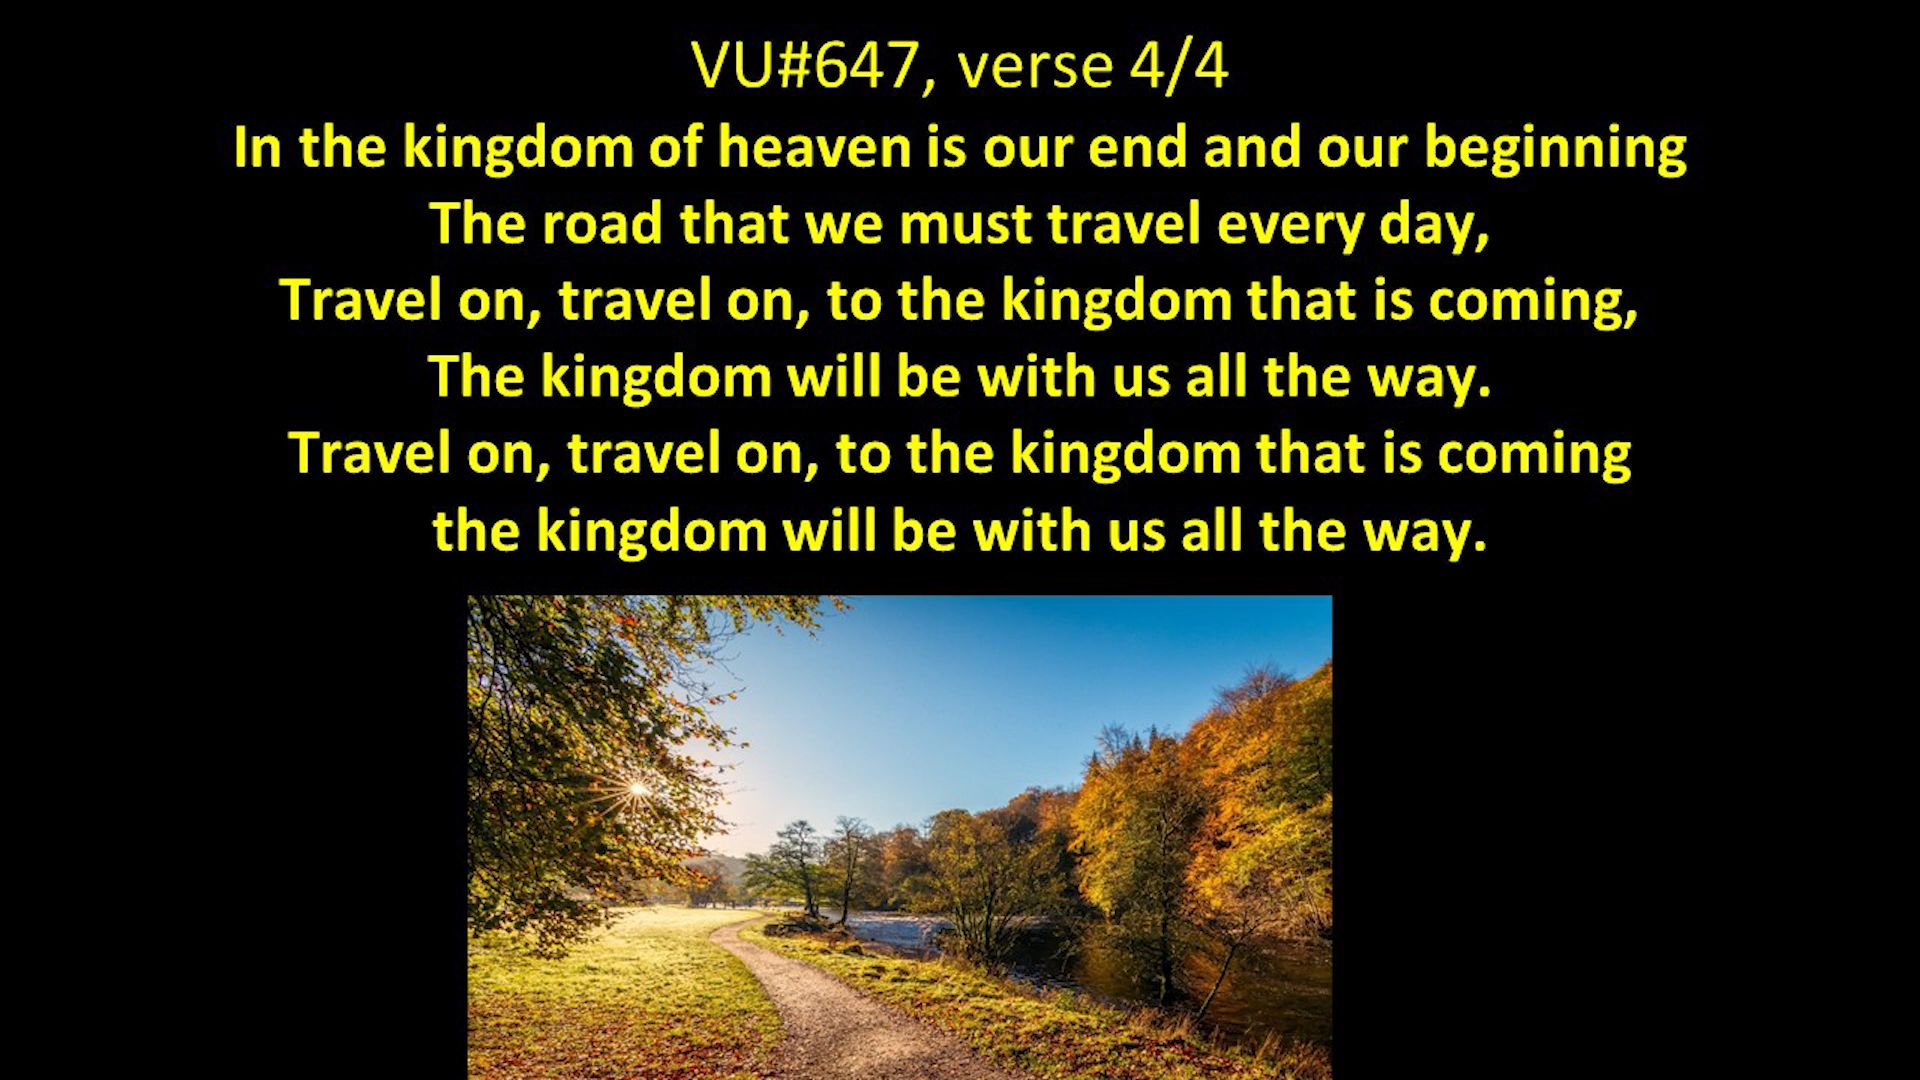 VU#647, verse 4/4
In the kingdom of heaven is our end and our beginning
The road that we must travel every day,
Travel on, travel on, to the kingdom that is coming,
The kingdom will be with us all the way.
Travel on, travel on, to the kingdom that is coming
the kingdom will be with us all the way.